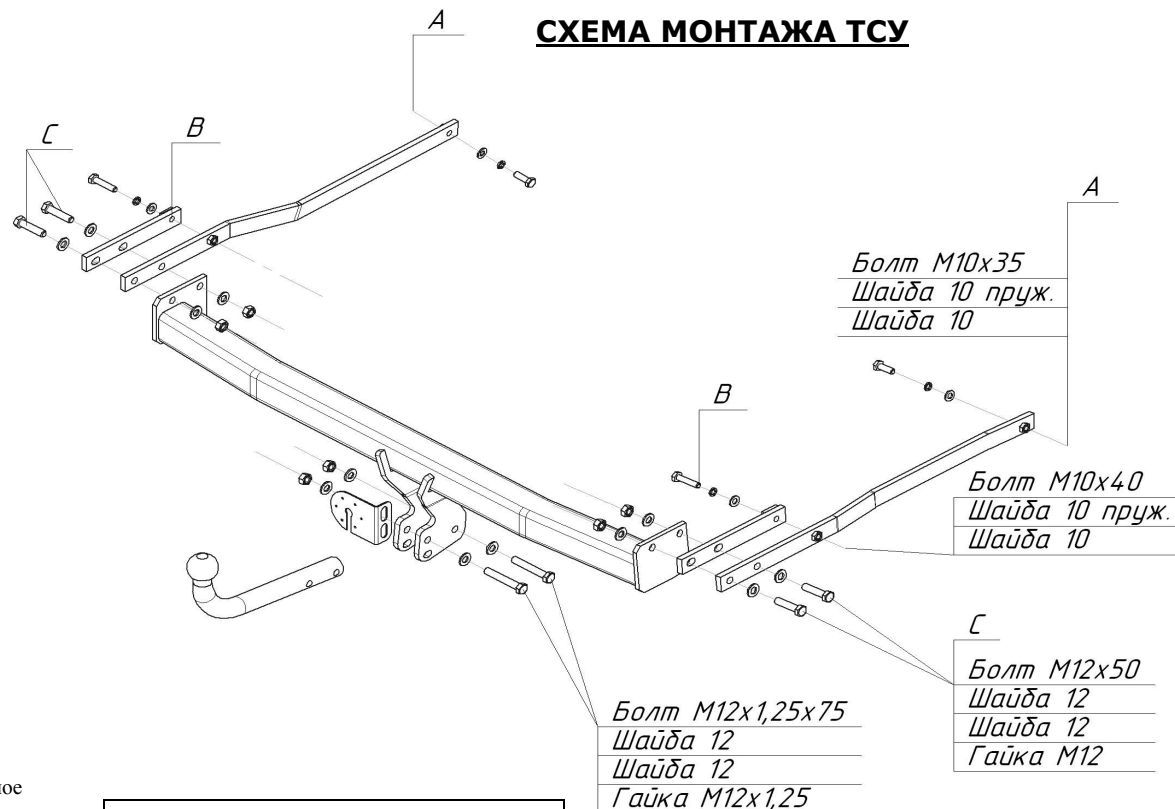 СХЕМА МОНТАЖА ТСУ
A
C
B
A
Болт М10х35
Шайба 10 пруж.
Шайба 10
B
Болт М10х40
Шайба 10 пруж.
Шайба 10
C
Болт М12х50
Шайба 12
Шайба 12
Гайка М12
Болт М12х1,25х75
Шайба 12
Шайба 12
Гайка М12х1,25